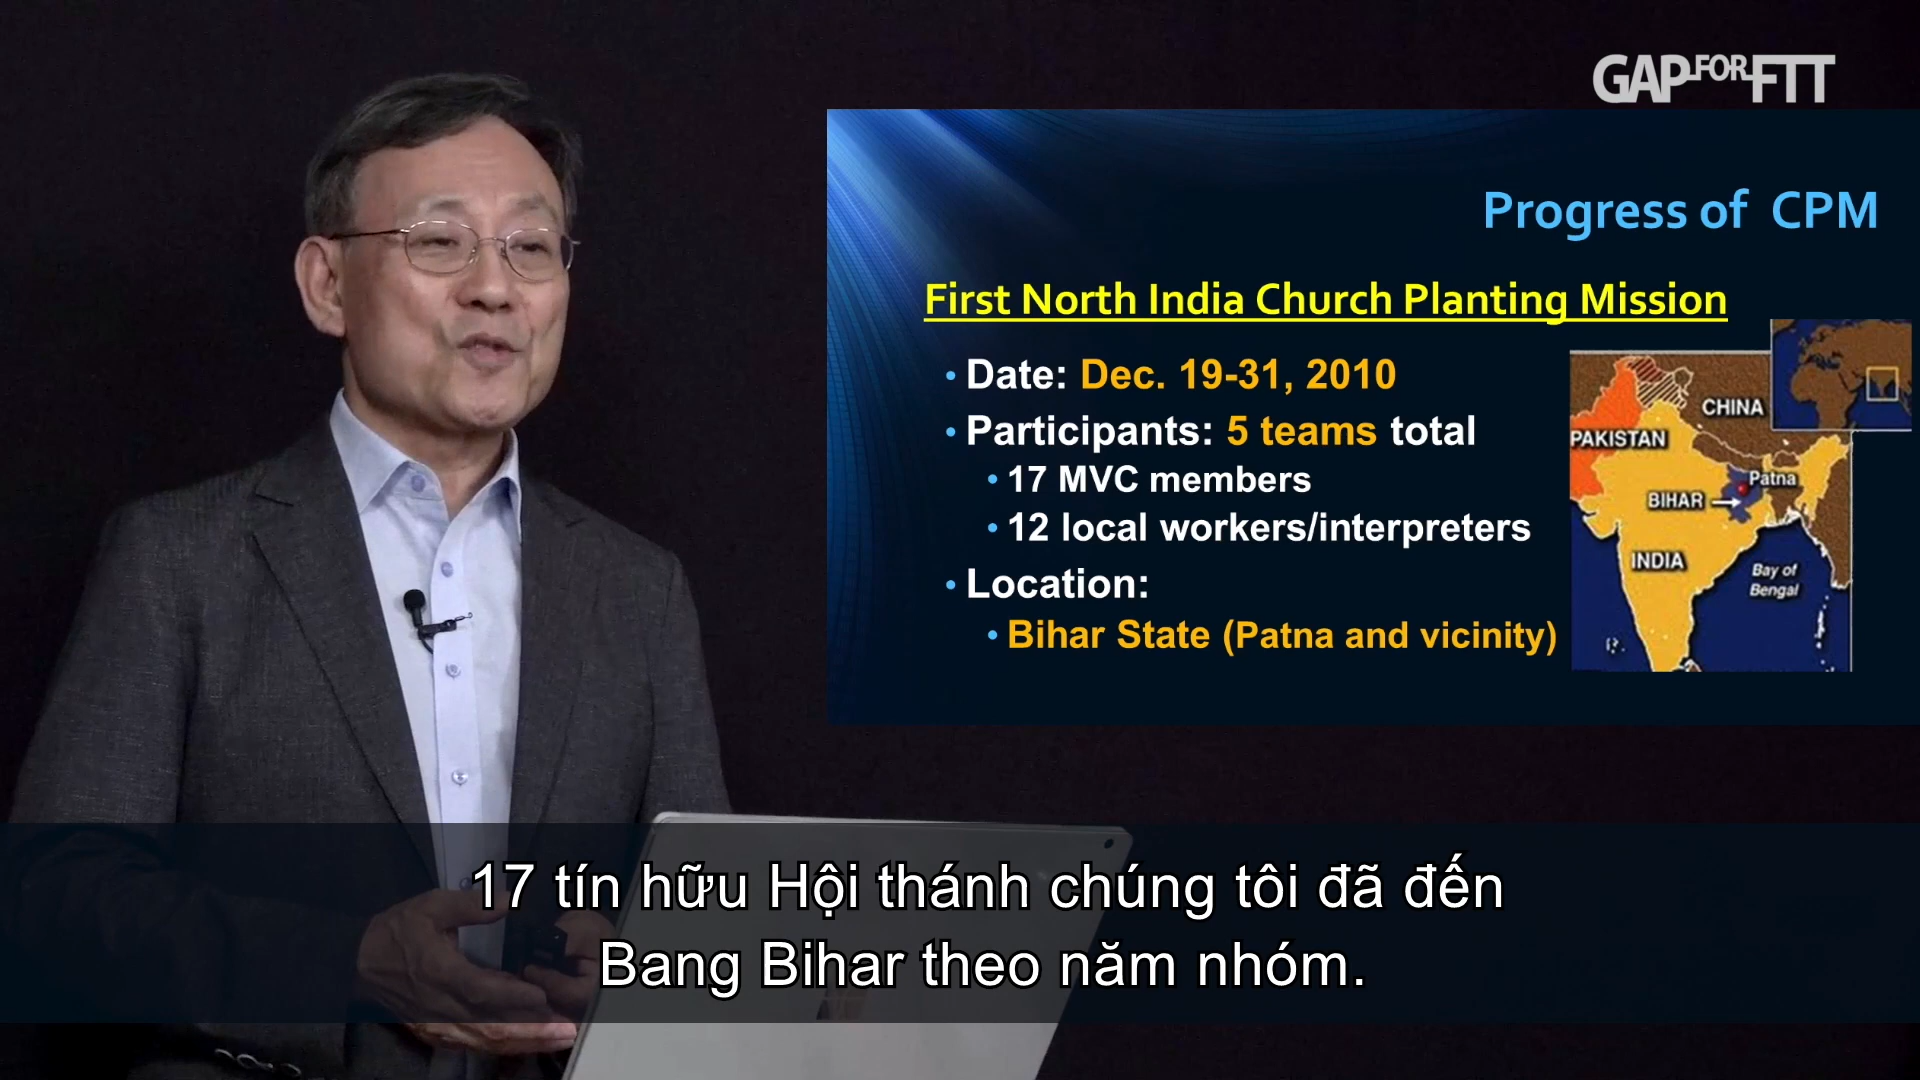 GAP FOR FTT
Progress of CPM
First North India Church Planting Mission
• Date: Dec. 19-31, 2010
• Participants: 5 teams total
• 17 MVC members
• 12 local workers/interpreters
• Location:
• Bihar State (Patna and vicinity)
CHINA
PAKISTAN
Patna
BIHAR
INDIA
Bay of
Bengal
17 tín hữu Hội thánh chúng tôi đã đến
Bang Bihar theo năm nhóm.